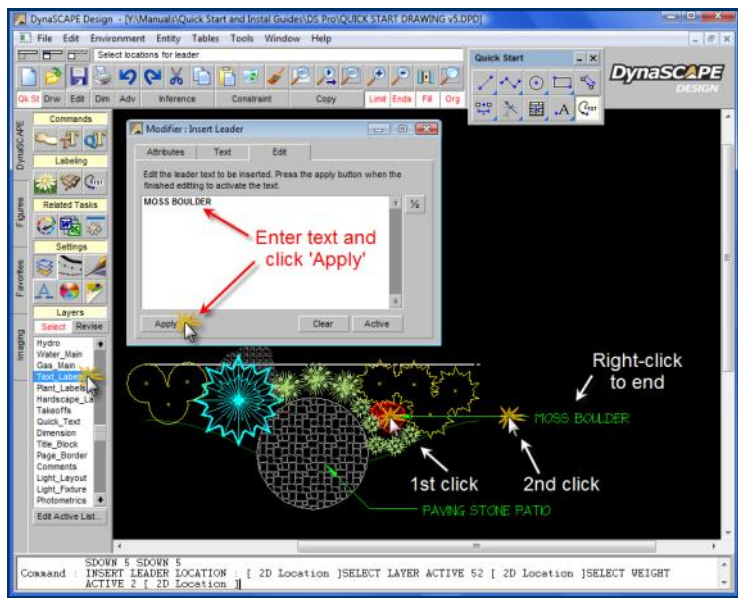 DynaSCAPE Design - [Y:\Manuals\Quick Start and Instal Guides\DS Pro\QUICK START DRAWING v5.DPD]
File Edit Environment Entity Tables Tools Window Help
Select locations for leader
Quick Start
DynaSCAPE
DESIGN
Qk St Drw Edit Dim Adv Inference Constraint Copy Limit Ends Fill Org
DynaSCAPE
Figures
Favorites
Imaging
Commands
Labeling
Related Tasks
Settings
Layers
Select Revise
Hydro
Water_Main
Gas_Main
Text_Labels
Plant_Labels
Hardscape_La
Takeoffs
Quick_Text
Dimension
Title_Block
Page_Border
Comments
Light_Layout
Light_Fixture
Photometrics
Edit Active List...
Modifier : Insert Leader
Attributes Text Edit
Edit the leader text to be inserted. Press the apply button when the
finished editting to activate the text.
MOSS BOULDER
½
Enter text and
click 'Apply'
Apply Clear Active
Right-click
to end
MOSS BOULDER
1st click 2nd click
PAVING STONE PATIO
SDOWN 5 SDOWN 5
Command : INSERT LEADER LOCATION : [ 2D Location ]SELECT LAYER ACTIVE 52 [ 2D Location ]SELECT WEIGHT
ACTIVE 2 [ 2D Location ]